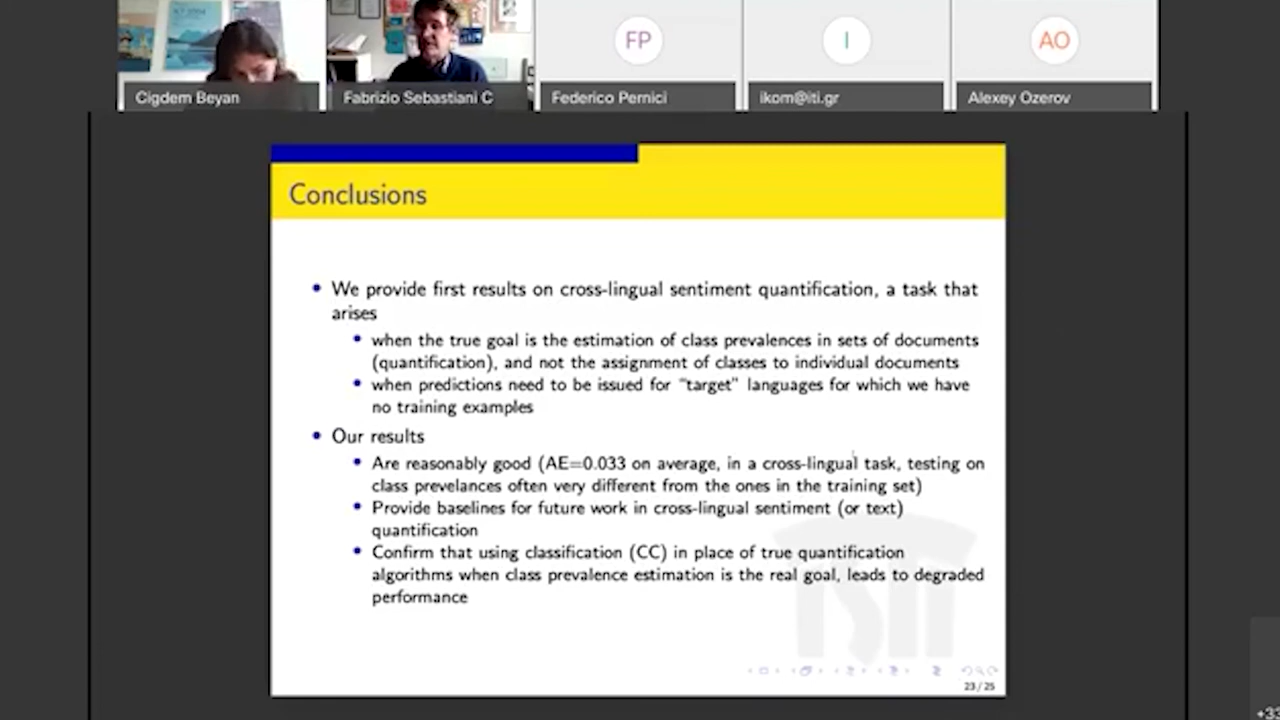 Cigdem Beyan
Fabrizio Sebastiani C
FP
Federico Pernici
I
ikom@iti.gr
AO
Alexey Ozerov
Conclusions
• We provide first results on cross-lingual sentiment quantification, a task that
arises
• when the true goal is the estimation of class prevalences in sets of documents
(quantification), and not the assignment of classes to individual documents
• when predictions need to be issued for “target” languages for which we have
no training examples
• Our results
• Are reasonably good (AE=0.033 on average, in a cross-lingual task, testing on
class prevelances often very different from the ones in the training set)
• Provide baselines for future work in cross-lingual sentiment (or text)
quantification
• Confirm that using classification (CC) in place of true quantification
algorithms when class prevalence estimation is the real goal, leads to degraded
performance
23 / 25